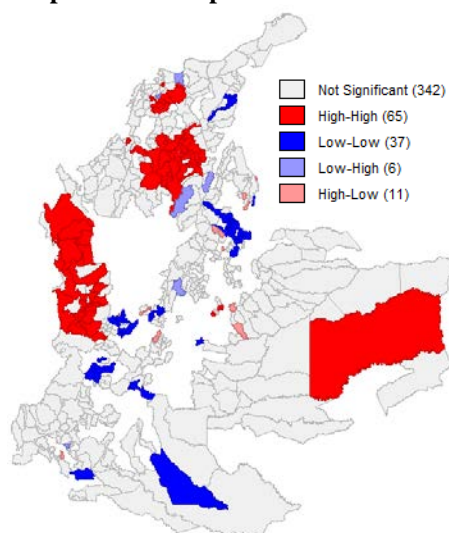 Not Significant (342)
High-High (65)
Low-Low (37)
Low-High (6)
High-Low (11)